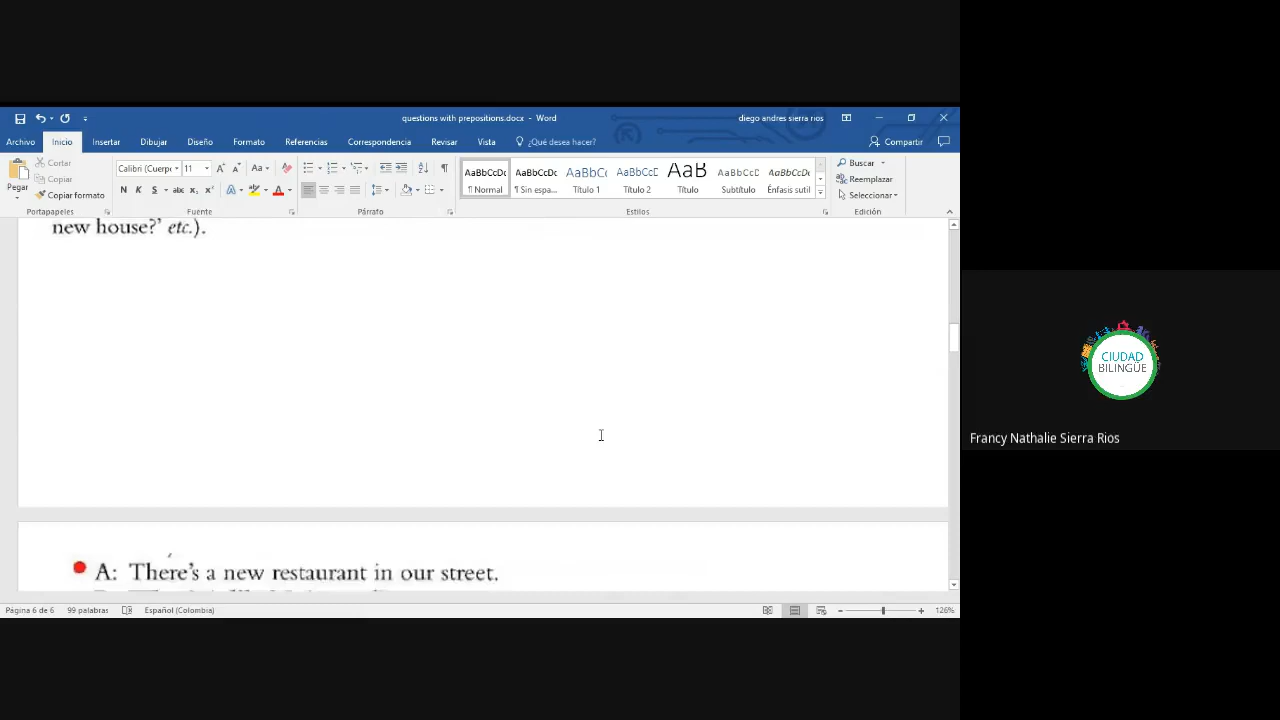 questions with prepositions.docx - Word
diego andres sierra rios
Archivo Inicio Insertar Dibujar Diseño Formato Referencias Correspondencia Revisar Vista ¿Qué desea hacer? Compartir
Pegar
Cortar
Copiar
Copiar formato
Portapapeles
Calibri (Cuerpo 11
Aa
N K S abc x₂ x²
Fuente
Párrafo
AaBbCcDc AaBbCcDc AaBbCc AaBbCcD AaB AaBbCcD AaBbCcDc
¶ Normal ¶ Sin espa... Título 1 Título 2 Título Subtítulo Énfasis sutil
Estilos
Buscar
Reemplazar
Seleccionar
Edición
new house?’ etc.).
A: There’s a new restaurant in our street.
Página 6 de 6 99 palabras Español (Colombia) 126%
CIUDAD
BILINGÜE
Francy Nathalie Sierra Rios